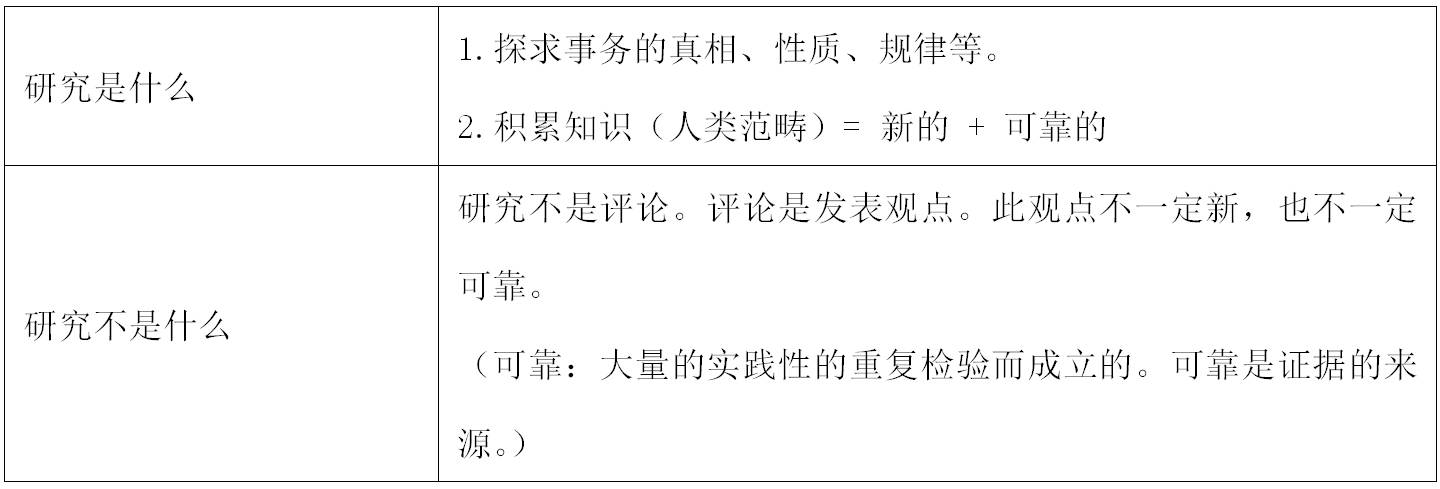 研究是什么
1.探求事务的真相、性质、规律等。
2.积累知识（人类范畴）= 新的 + 可靠的
研究不是什么
研究不是评论。评论是发表观点。此观点不一定新，也不一定
可靠。
（可靠：大量的实践性的重复检验而成立的。可靠是证据的来
源。）